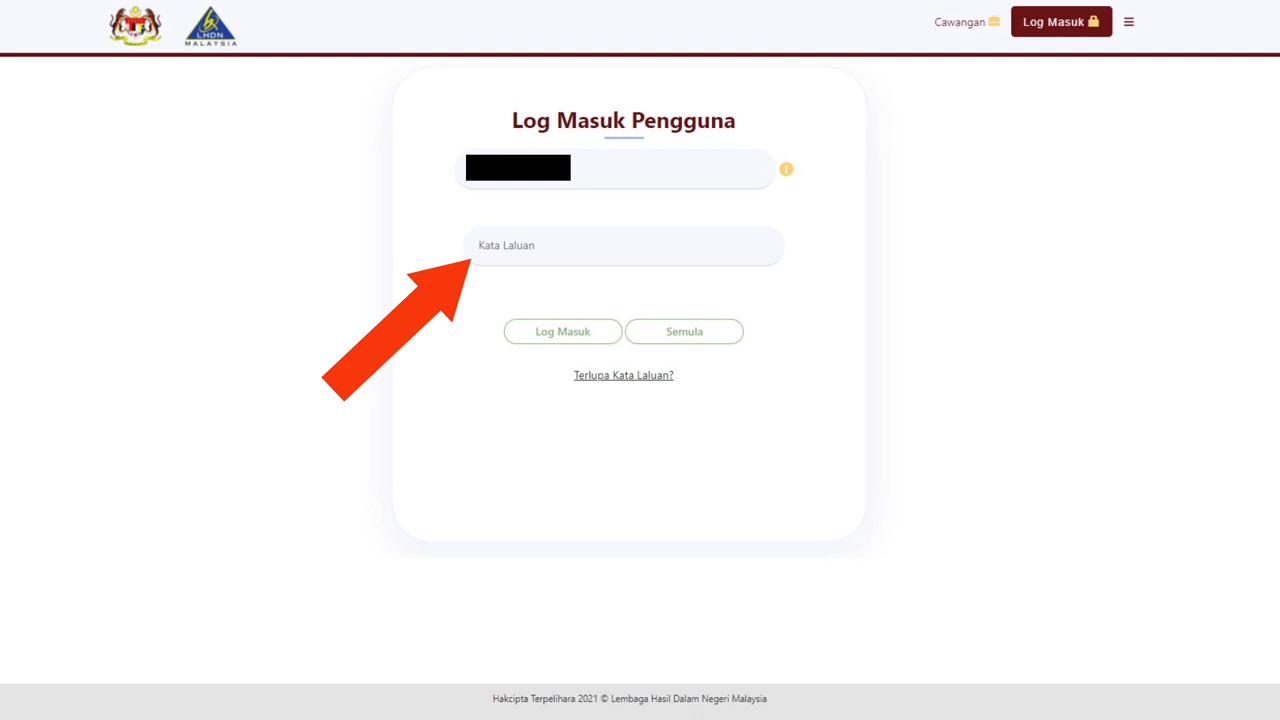 LHDN
MALAYSIA
Cawangan
Log Masuk
Log Masuk Pengguna
Kata Laluan
Log Masuk
Semula
Terlupa Kata Laluan?
Hakcipta Terpelihara 2021 © Lembaga Hasil Dalam Negeri Malaysia